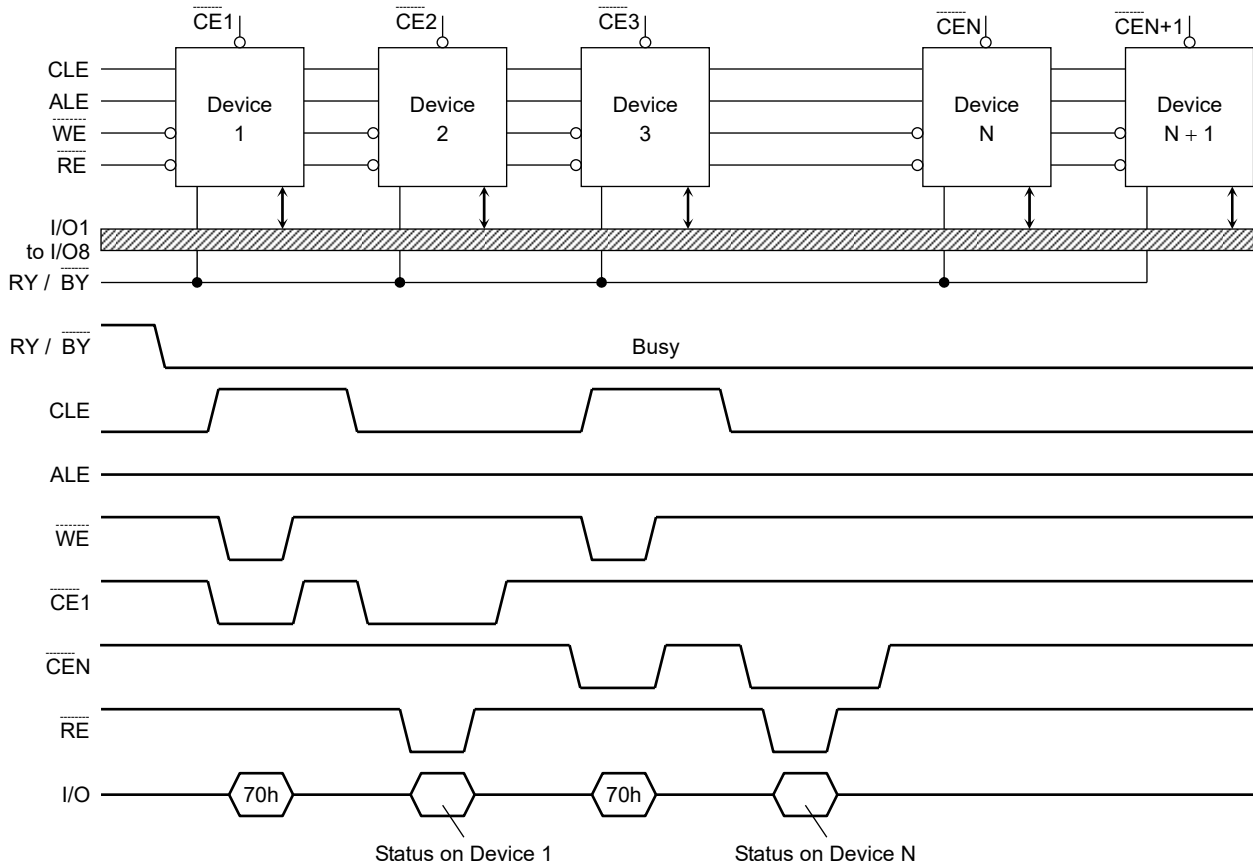 CE1 CE2 CE3 CEN CEN+1
CLE
ALE
WE
RE
Device 1
Device 2
Device 3
Device N
Device N + 1
I/O1 to I/O8
RY / BY
RY / BY
Busy
CLE
ALE
WE
CE1
CEN
RE
I/O
70h
70h
Status on Device 1
Status on Device N